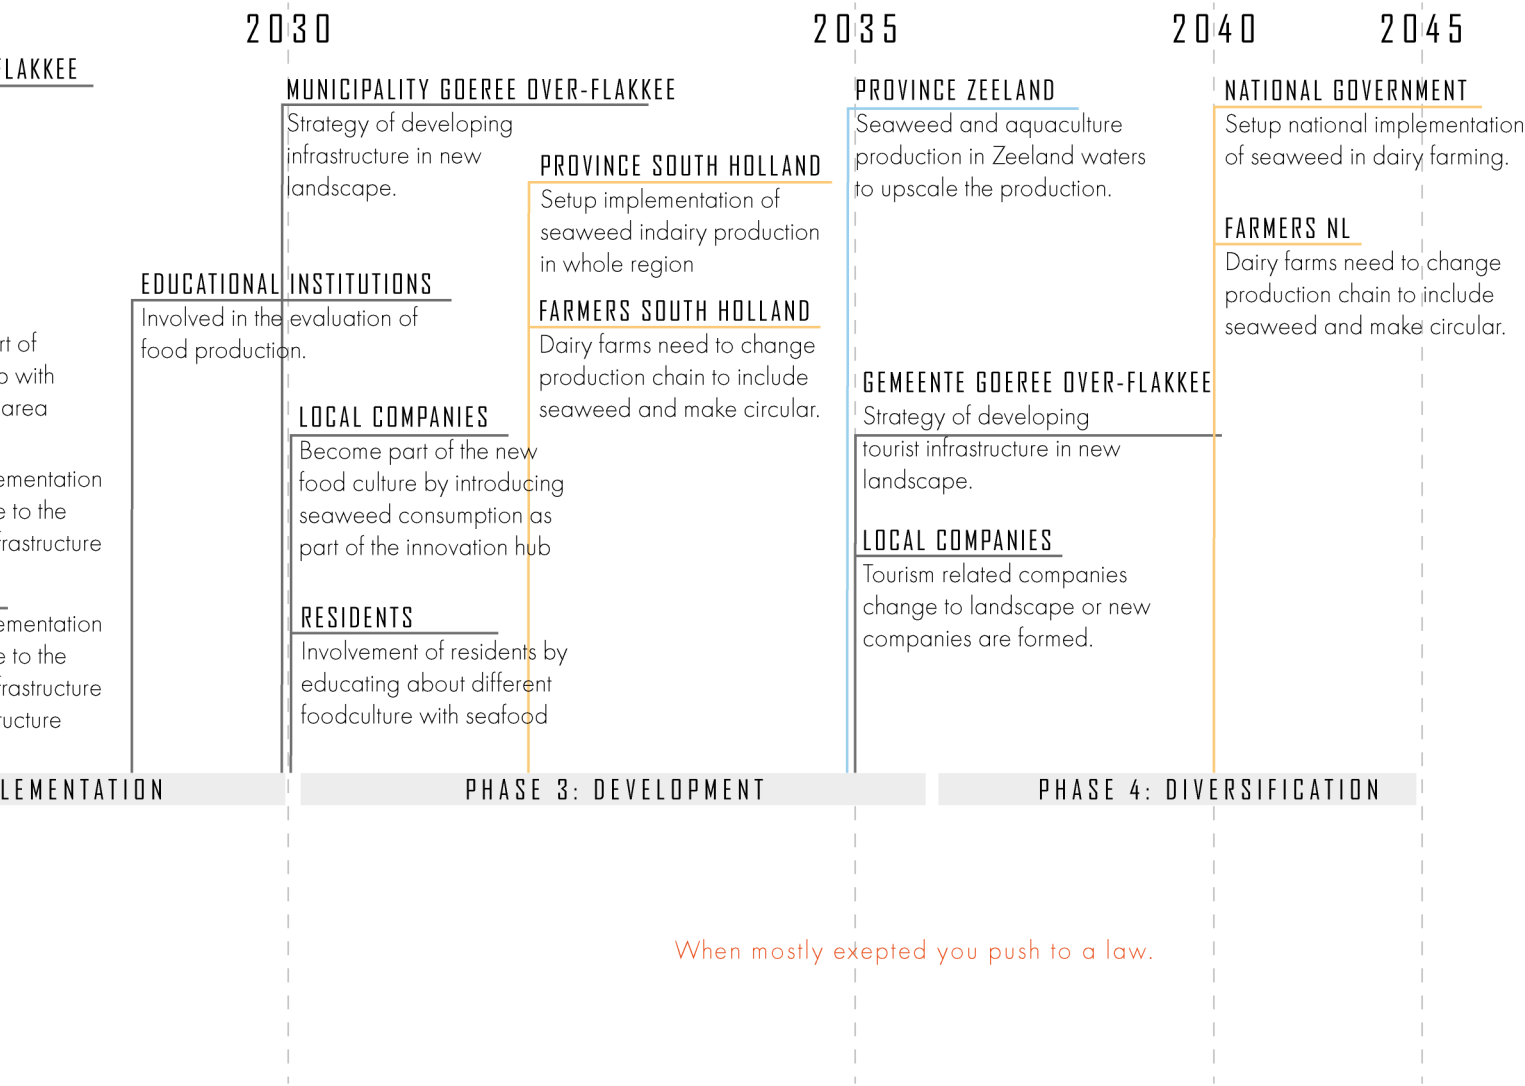 2030
2035
2040
2045
FLAKKEE
rt of
with
area
ementation
e to the
frastructure
ementation
e to the
frastructure
ructure
EDUCATIONAL INSTITUTIONS
Involved in the evaluation of
food production.
MUNICIPALITY GOEREE OVER-FLAKKEE
Strategy of developing
infrastructure in new
landscape.
LOCAL COMPANIES
Become part of the new
food culture by introducing
seaweed consumption as
part of the innovation hub
RESIDENTS
Involvement of residents by
educating about different
foodculture with seafood
PROVINCE SOUTH HOLLAND
Setup implementation of
seaweed indairy production
in whole region
FARMERS SOUTH HOLLAND
Dairy farms need to change
production chain to include
seaweed and make circular.
PROVINCE ZEELAND
Seaweed and aquaculture
production in Zeeland waters
to upscale the production.
GEMEENTE GOEREE OVER-FLAKKEE
Strategy of developing
tourist infrastructure in new
landscape.
LOCAL COMPANIES
Tourism related companies
change to landscape or new
companies are formed.
NATIONAL GOVERNMENT
Setup national implementation
of seaweed in dairy farming.
FARMERS NL
Dairy farms need to change
production chain to include
seaweed and make circular.
LEMENTATION
PHASE 3: DEVELOPMENT
PHASE 4: DIVERSIFICATION
When mostly exepted you push to a law.